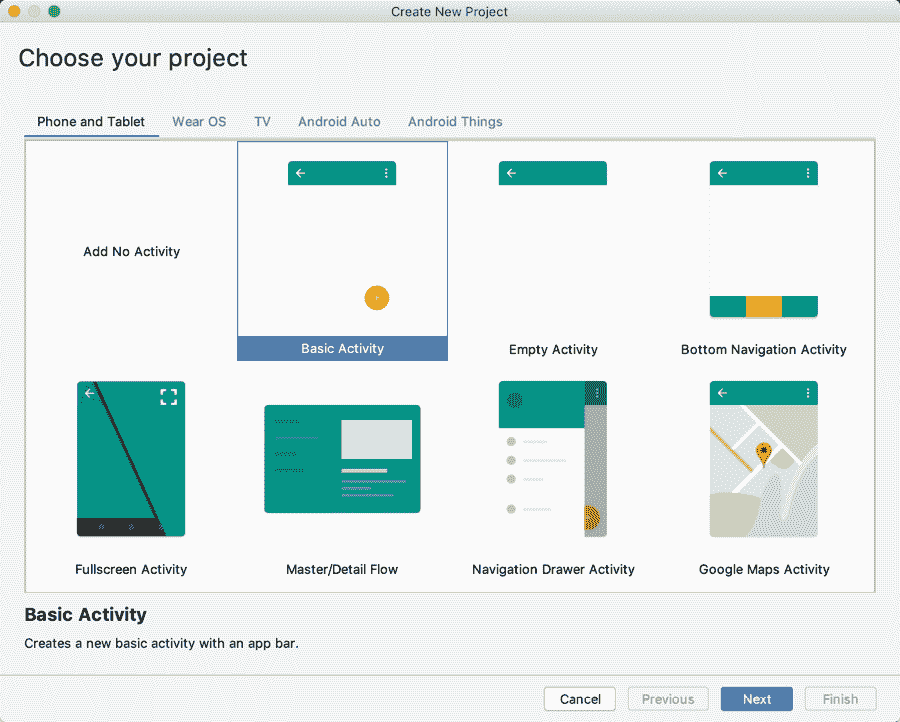 Create New Project
Choose your project
Phone and Tablet Wear OS TV Android Auto Android Things
Add No Activity
Basic Activity
Empty Activity
Bottom Navigation Activity
Fullscreen Activity
Master/Detail Flow
Navigation Drawer Activity
Google Maps Activity
Basic Activity
Creates a new basic activity with an app bar.
Cancel Previous Next Finish